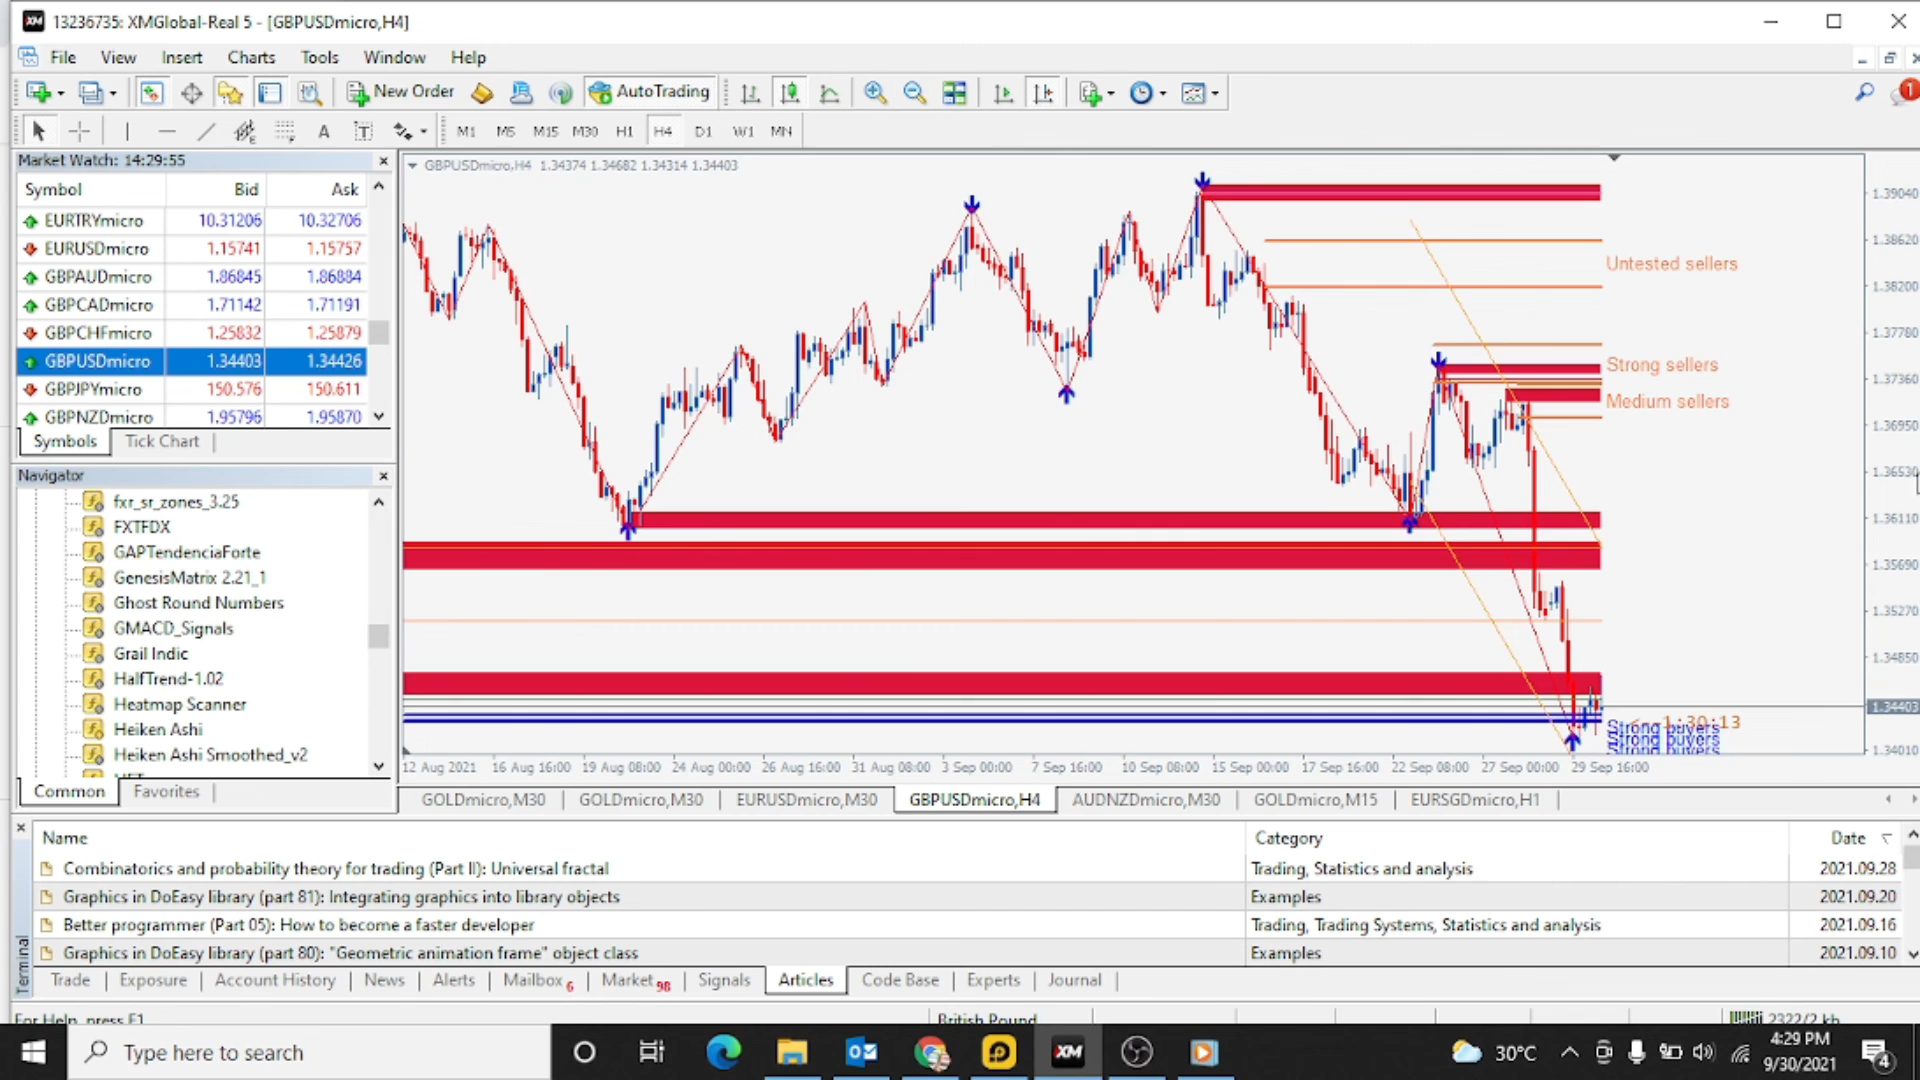 13236735: XMGlobal-Real 5 - [GBPUSDmicro,H4]
File View Insert Charts Tools Window Help
New Order AutoTrading 1
A T M1 M5 M15 M30 H1 H4 D1 W1 MN
Market Watch: 14:29:55
Symbol Bid Ask
EURTRYmicro 10.31206 10.32706
EURUSDmicro 1.15741 1.15757
GBPAUDmicro 1.86845 1.86884
GBPCADmicro 1.71142 1.71191
GBPCHFmicro 1.25832 1.25879
GBPUSDmicro 1.34403 1.34426
GBPJPYmicro 150.576 150.611
GBPNZDmicro 1.95796 1.95870
Symbols Tick Chart
Navigator
fxr_sr_zones_3.25
FXTFDX
GAPTendenciaForte
GenesisMatrix 2.21_1
Ghost Round Numbers
GMACD_Signals
Grail Indic
HalfTrend-1.02
Heatmap Scanner
Heiken Ashi
Heiken Ashi Smoothed_v2
Common Favorites
GBPUSDmicro,H4 1.34374 1.34682 1.34314 1.34403
Untested sellers
Strong sellers
Medium sellers
<--1:30:13
Strong buyers
Strong buyers
Strong buyers
1.39040
1.38620
1.38200
1.37780
1.37360
1.36950
1.36530
1.36110
1.35690
1.35270
1.34850
1.34403
1.34010
12 Aug 2021 16 Aug 16:00 19 Aug 08:00 24 Aug 00:00 26 Aug 16:00 31 Aug 08:00 3 Sep 00:00 7 Sep 16:00 10 Sep 08:00 15 Sep 00:00 17 Sep 16:00 22 Sep 08:00 27 Sep 00:00 29 Sep 16:00
GOLDmicro,M30 GOLDmicro,M30 EURUSDmicro,M30 GBPUSDmicro,H4 AUDNZDmicro,M30 GOLDmicro,M15 EURSGDmicro,H1
Name Category Date
Combinatorics and probability theory for trading (Part II): Universal fractal Trading, Statistics and analysis 2021.09.28
Graphics in DoEasy library (part 81): Integrating graphics into library objects Examples 2021.09.20
Better programmer (Part 05): How to become a faster developer Trading, Trading Systems, Statistics and analysis 2021.09.16
Graphics in DoEasy library (part 80): "Geometric animation frame" object class Examples 2021.09.10
Terminal
Trade Exposure Account History News Alerts Mailbox 6 Market 98 Signals Articles Code Base Experts Journal
For Help, press F1 British Pound 2322/2 kb
Type here to search XM 30°C 4:29 PM
9/30/2021 4